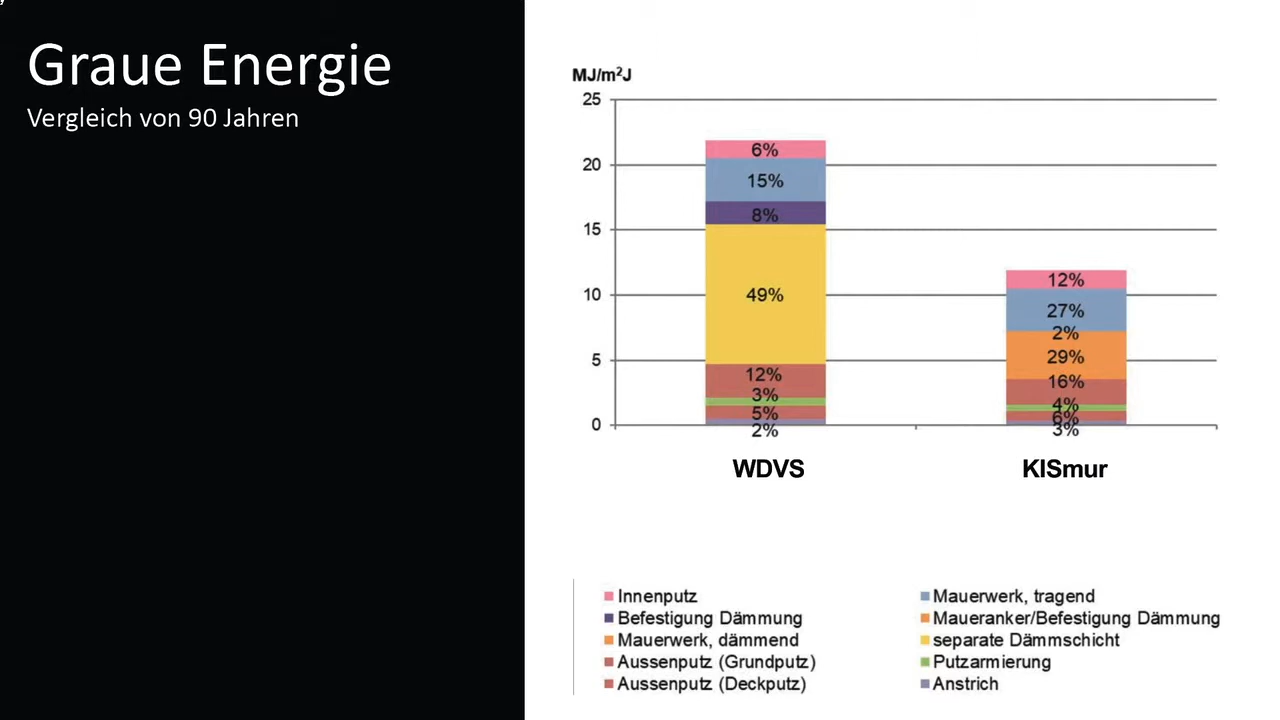 Graue Energie
Vergleich von 90 Jahren
MJ/m²J
25
20
15
10
5
0
6%
15%
8%
49%
12%
3%
5%
2%
12%
27%
2%
29%
16%
4%
6%
3%
WDVS
KISmur
Innenputz
Mauerwerk, tragend
Befestigung Dämmung
Maueranker/Befestigung Dämmung
Mauerwerk, dämmend
separate Dämmschicht
Aussenputz (Grundputz)
Putzarmierung
Aussenputz (Deckputz)
Anstrich